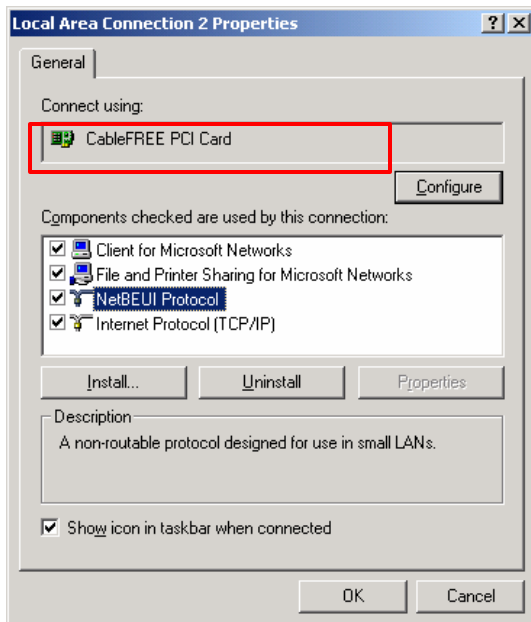 Local Area Connection 2 Properties
General
Connect using:
CableFREE PCI Card
Configure
Components checked are used by this connection:
Client for Microsoft Networks
File and Printer Sharing for Microsoft Networks
NetBEUI Protocol
Internet Protocol (TCP/IP)
Install... Uninstall Properties
Description
A non-routable protocol designed for use in small LANs.
Show icon in taskbar when connected
OK Cancel